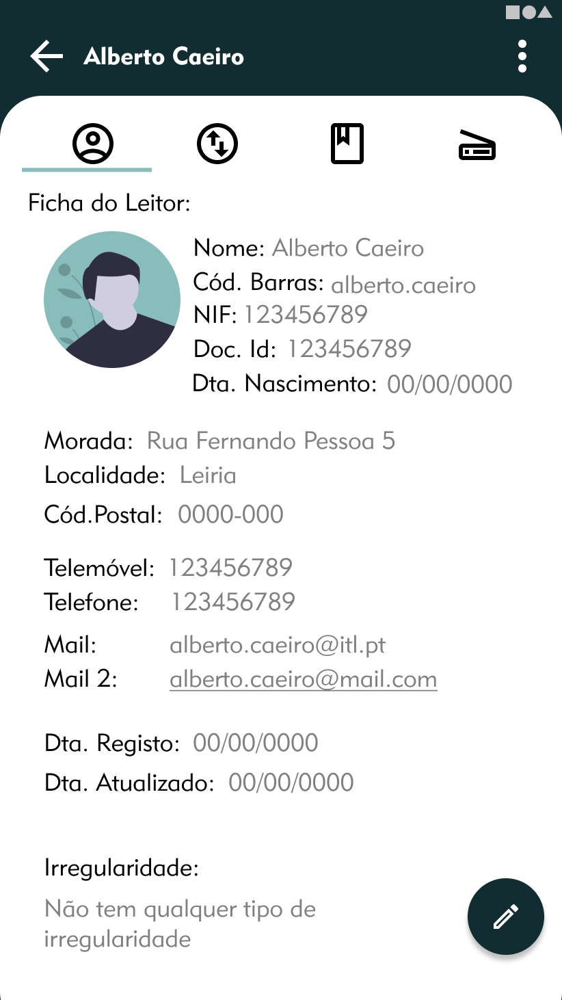 Alberto Caeiro
Ficha do Leitor:
Nome: Alberto Caeiro
Cód. Barras: alberto.caeiro
NIF: 123456789
Doc. Id: 123456789
Dta. Nascimento: 00/00/0000
Morada: Rua Fernando Pessoa 5
Localidade: Leiria
Cód.Postal: 0000-000
Telemóvel: 123456789
Telefone: 123456789
Mail: alberto.caeiro@itl.pt
Mail 2: alberto.caeiro@mail.com
Dta. Registo: 00/00/0000
Dta. Atualizado: 00/00/0000
Irregularidade:
Não tem qualquer tipo de
irregularidade